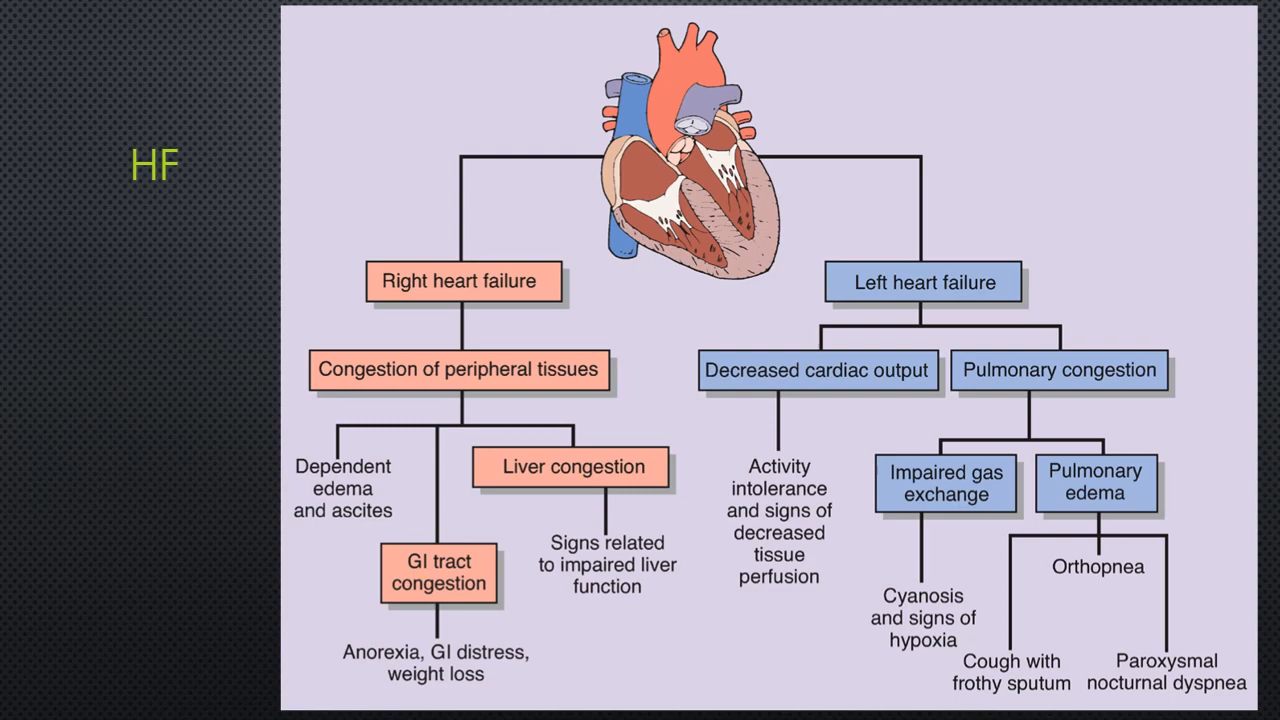 HF
Right heart failure
Left heart failure
Congestion of peripheral tissues
Decreased cardiac output
Pulmonary congestion
Dependent
edema
and ascites
Liver congestion
Activity
intolerance
and signs of
decreased
tissue
perfusion
Impaired gas
exchange
Pulmonary
edema
GI tract
congestion
Signs related
to impaired liver
function
Orthopnea
Cyanosis
and signs of
hypoxia
Anorexia, GI distress,
weight loss
Cough with
frothy sputum
Paroxysmal
nocturnal dyspnea